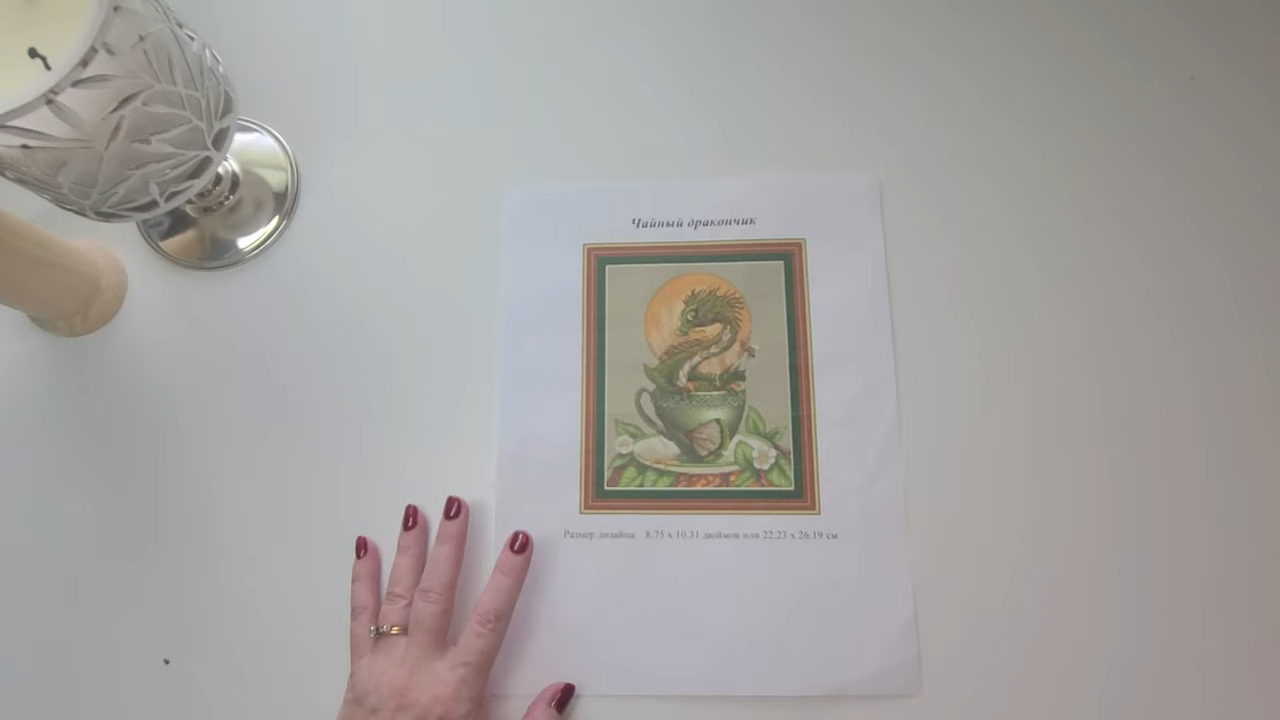 Чайный дракончик
Размер дизайна: 8.75 x 10.31 дюймов или 22.23 x 26.19 см